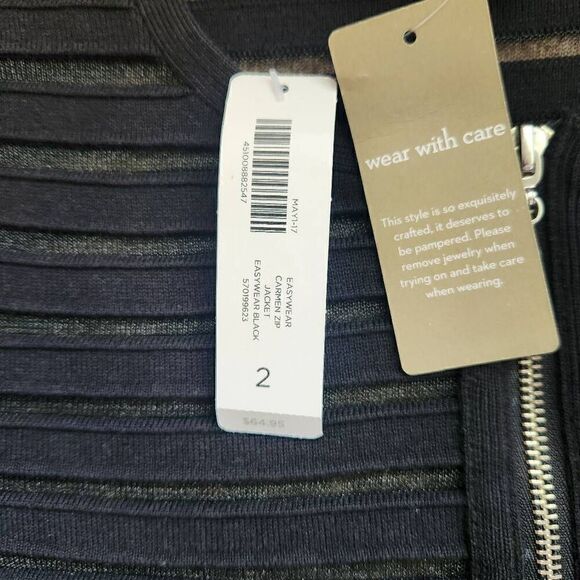 451008882547
MAY1-17
EASYWEAR
CARMEN ZIP
JACKET
EASYWEAR BLACK
570199623
2
$64.95
wear with care
This style is so exquisitely
crafted, it deserves to
be pampered. Please
remove jewelry when
trying on and take care
when wearing.